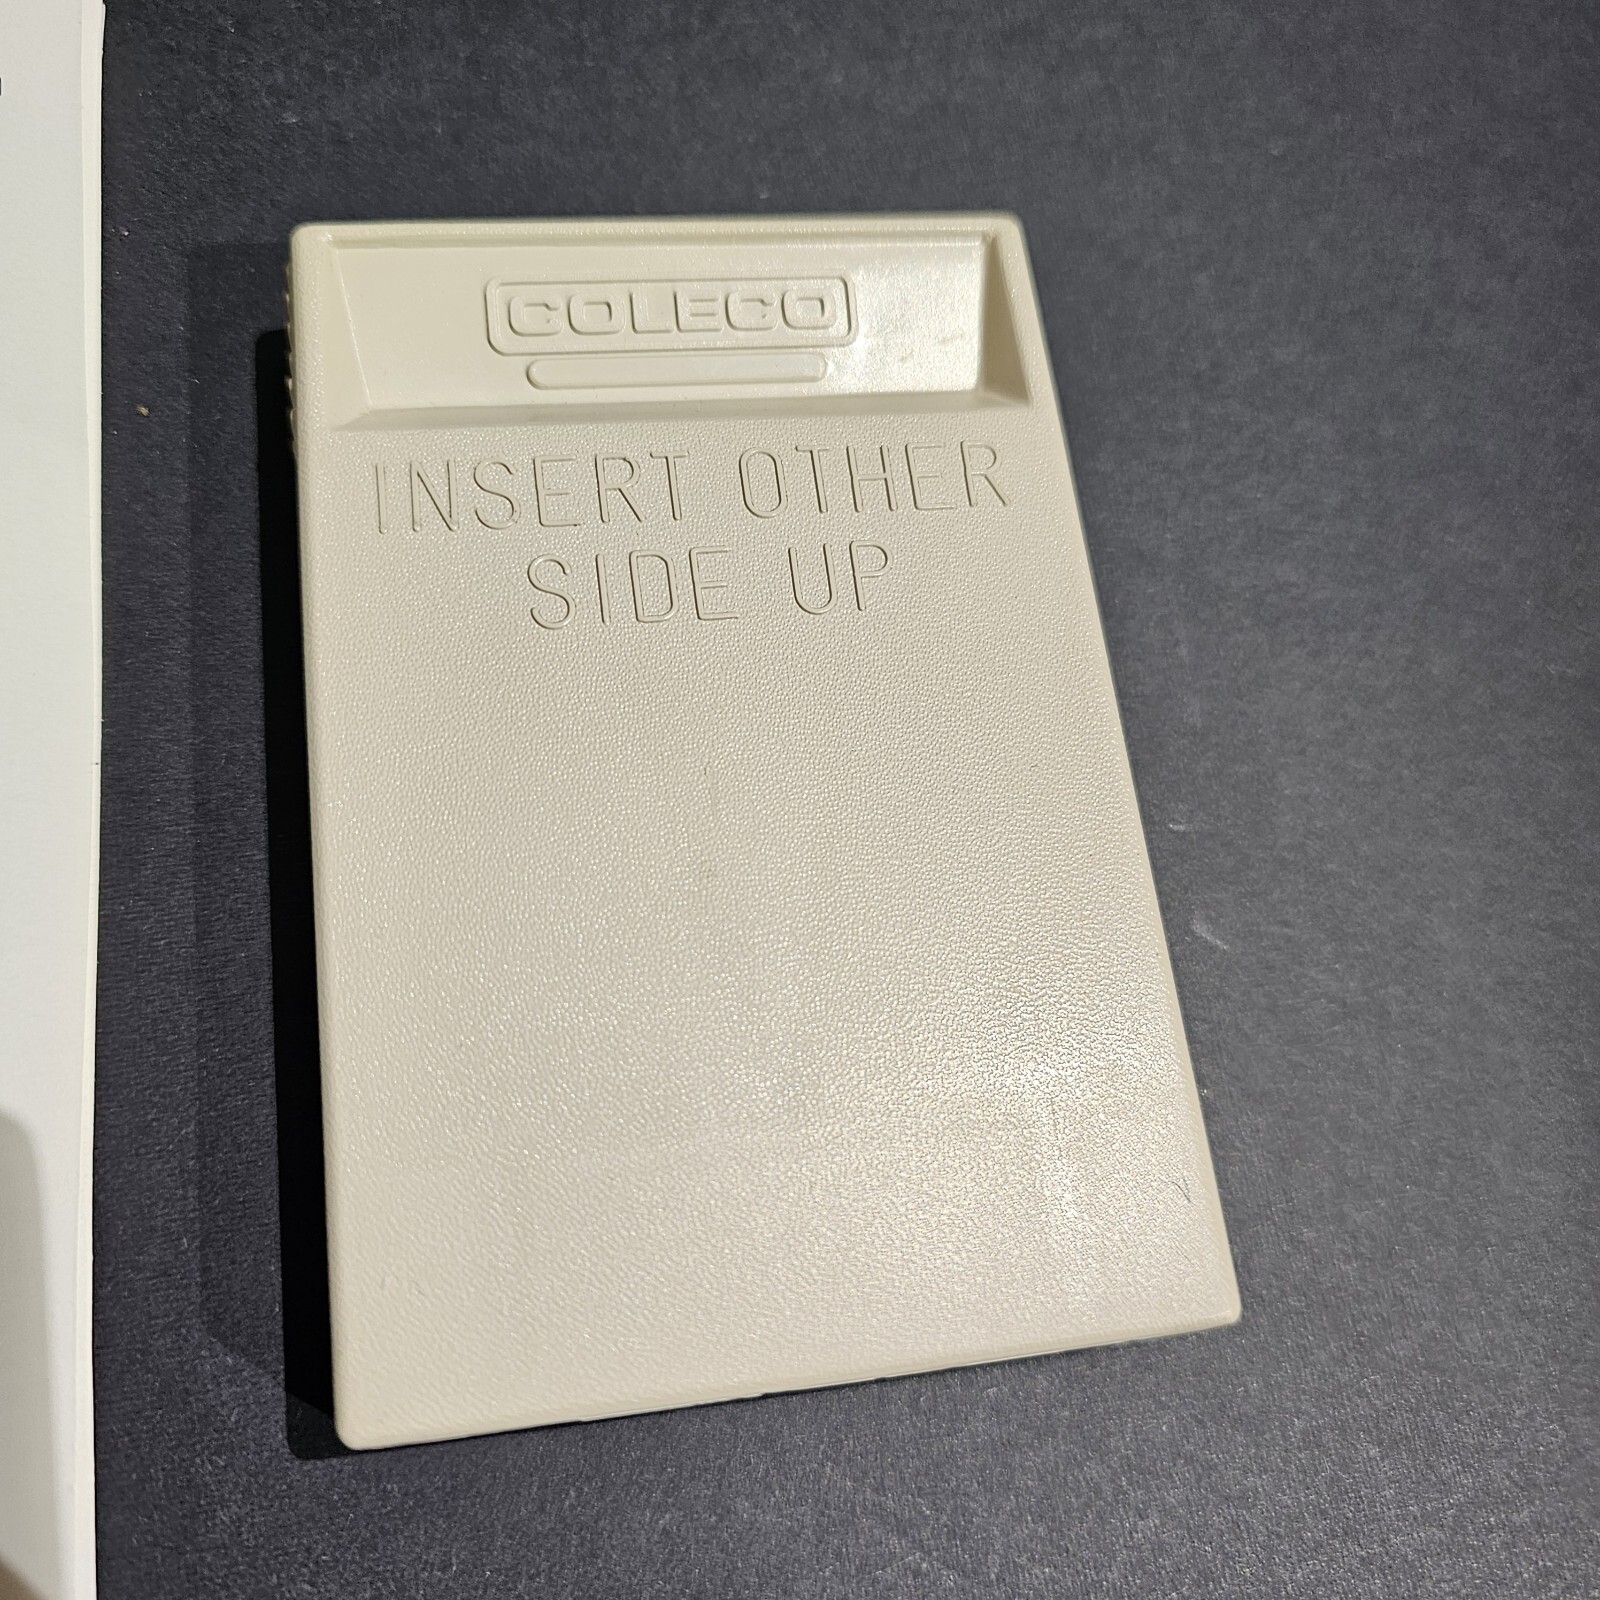 COLECO
INSERT OTHER
SIDE UP